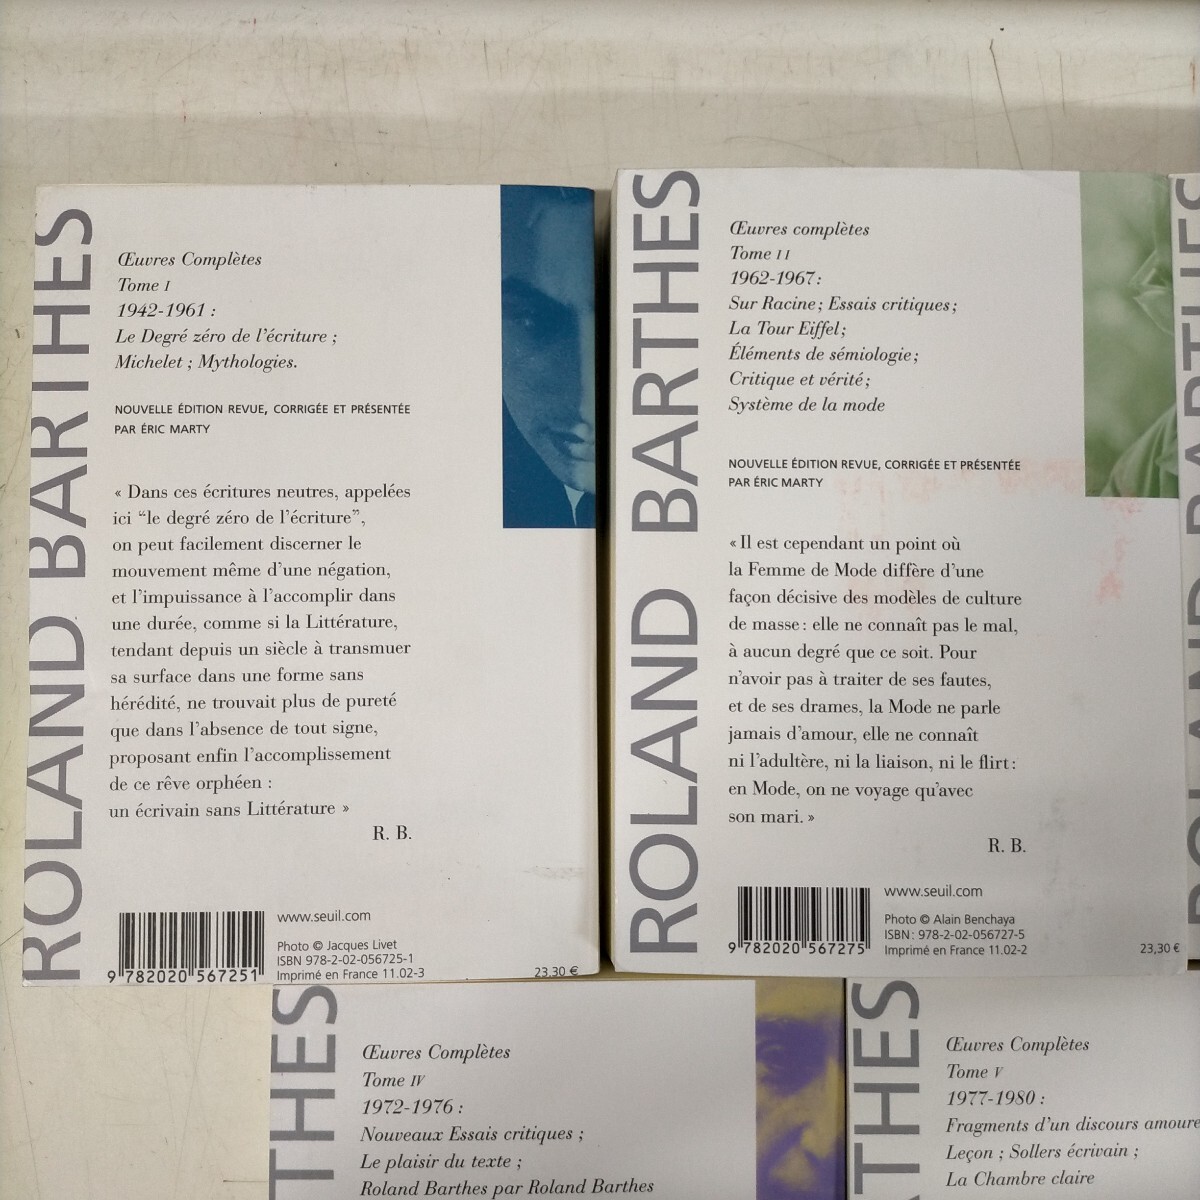 ROLAND BARTHES
Œuvres Complètes
Tome I
1942-1961 :
Le Degré zéro de l'écriture ;
Michelet ; Mythologies.
NOUVELLE ÉDITION REVUE, CORRIGÉE ET PRÉSENTÉE
PAR ÉRIC MARTY
« Dans ces écritures neutres, appelées
ici “le degré zéro de l'écriture”,
on peut facilement discerner le
mouvement même d'une négation,
et l'impuissance à l'accomplir dans
une durée, comme si la Littérature,
tendant depuis un siècle à transmuer
sa surface dans une forme sans
hérédité, ne trouvait plus de pureté
que dans l'absence de tout signe,
proposant enfin l'accomplissement
de ce rêve orphéen :
un écrivain sans Littérature »
R. B.
www.seuil.com
Photo © Jacques Livet
ISBN 978-2-02-056725-1
Imprimé en France 11.02-3
9 782020 567251
23,30 €
ROLAND BARTHES
Œuvres complètes
Tome II
1962-1967 :
Sur Racine ; Essais critiques ;
La Tour Eiffel ;
Éléments de sémiologie ;
Critique et vérité ;
Système de la mode
NOUVELLE ÉDITION REVUE, CORRIGÉE ET PRÉSENTÉE
PAR ÉRIC MARTY
« Il est cependant un point où
la Femme de Mode diffère d'une
façon décisive des modèles de culture
de masse : elle ne connaît pas le mal,
à aucun degré que ce soit. Pour
n'avoir pas à traiter de ses fautes,
et de ses drames, la Mode ne parle
jamais d'amour, elle ne connaît
ni l'adultère, ni la liaison, ni le flirt :
en Mode, on ne voyage qu'avec
son mari. »
R. B.
www.seuil.com
Photo © Alain Benchaya
ISBN : 978-2-02-056727-5
Imprimé en France 11.02-2
9 782020 567275
23,30 €
THES
Œuvres Complètes
Tome IV
1972-1976 :
Nouveaux Essais critiques ;
Le plaisir du texte ;
Roland Barthes par Roland Barthes
THES
Œuvres Complètes
Tome V
1977-1980 :
Fragments d'un discours amoure
Leçon ; Sollers écrivain ;
La Chambre claire